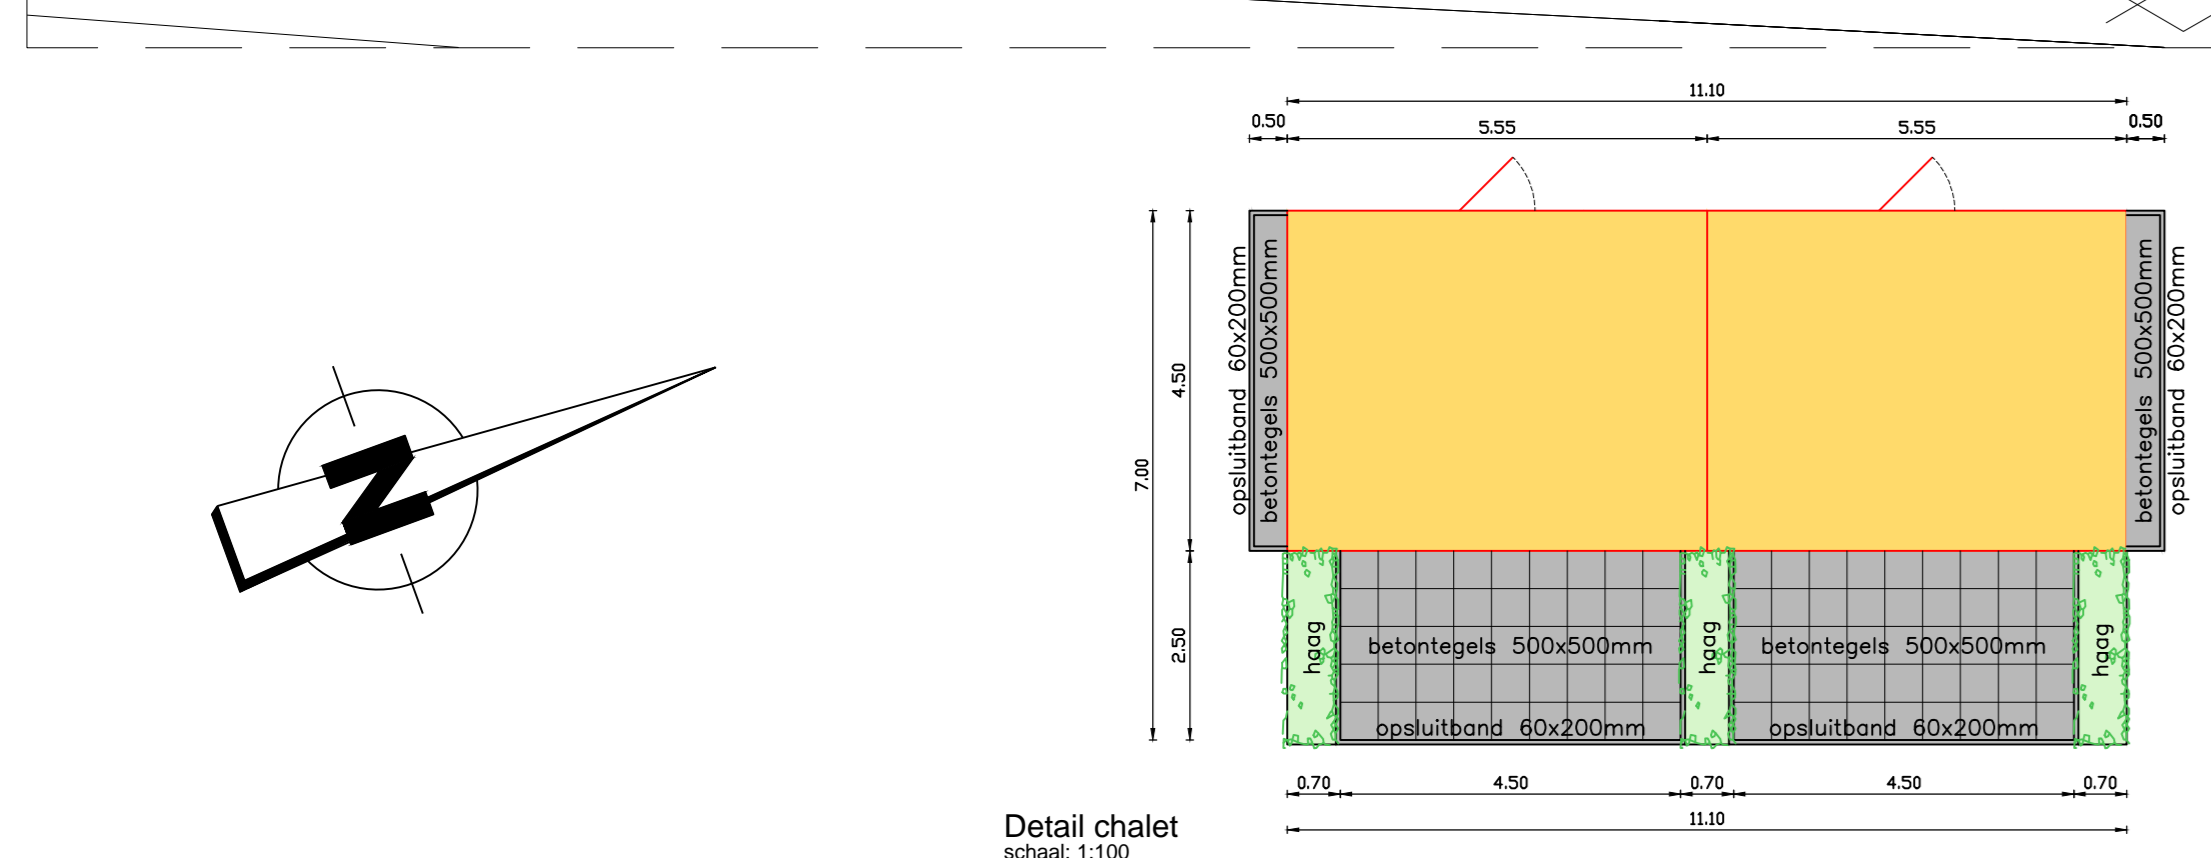 11.10
0.50 5.55 5.55 0.50
opsluitband 60x200mm
betontegels 500x500mm
betontegels 500x500mm
opsluitband 60x200mm
7.00
4.50
2.50
N
haag
betontegels 500x500mm
opsluitband 60x200mm
haag
betontegels 500x500mm
opsluitband 60x200mm
haag
0.70 4.50 0.70 4.50 0.70
11.10
Detail chalet
schaal: 1:100